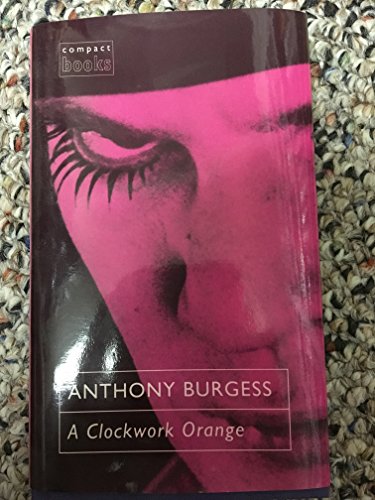 compact
books
ANTHONY BURGESS
A Clockwork Orange